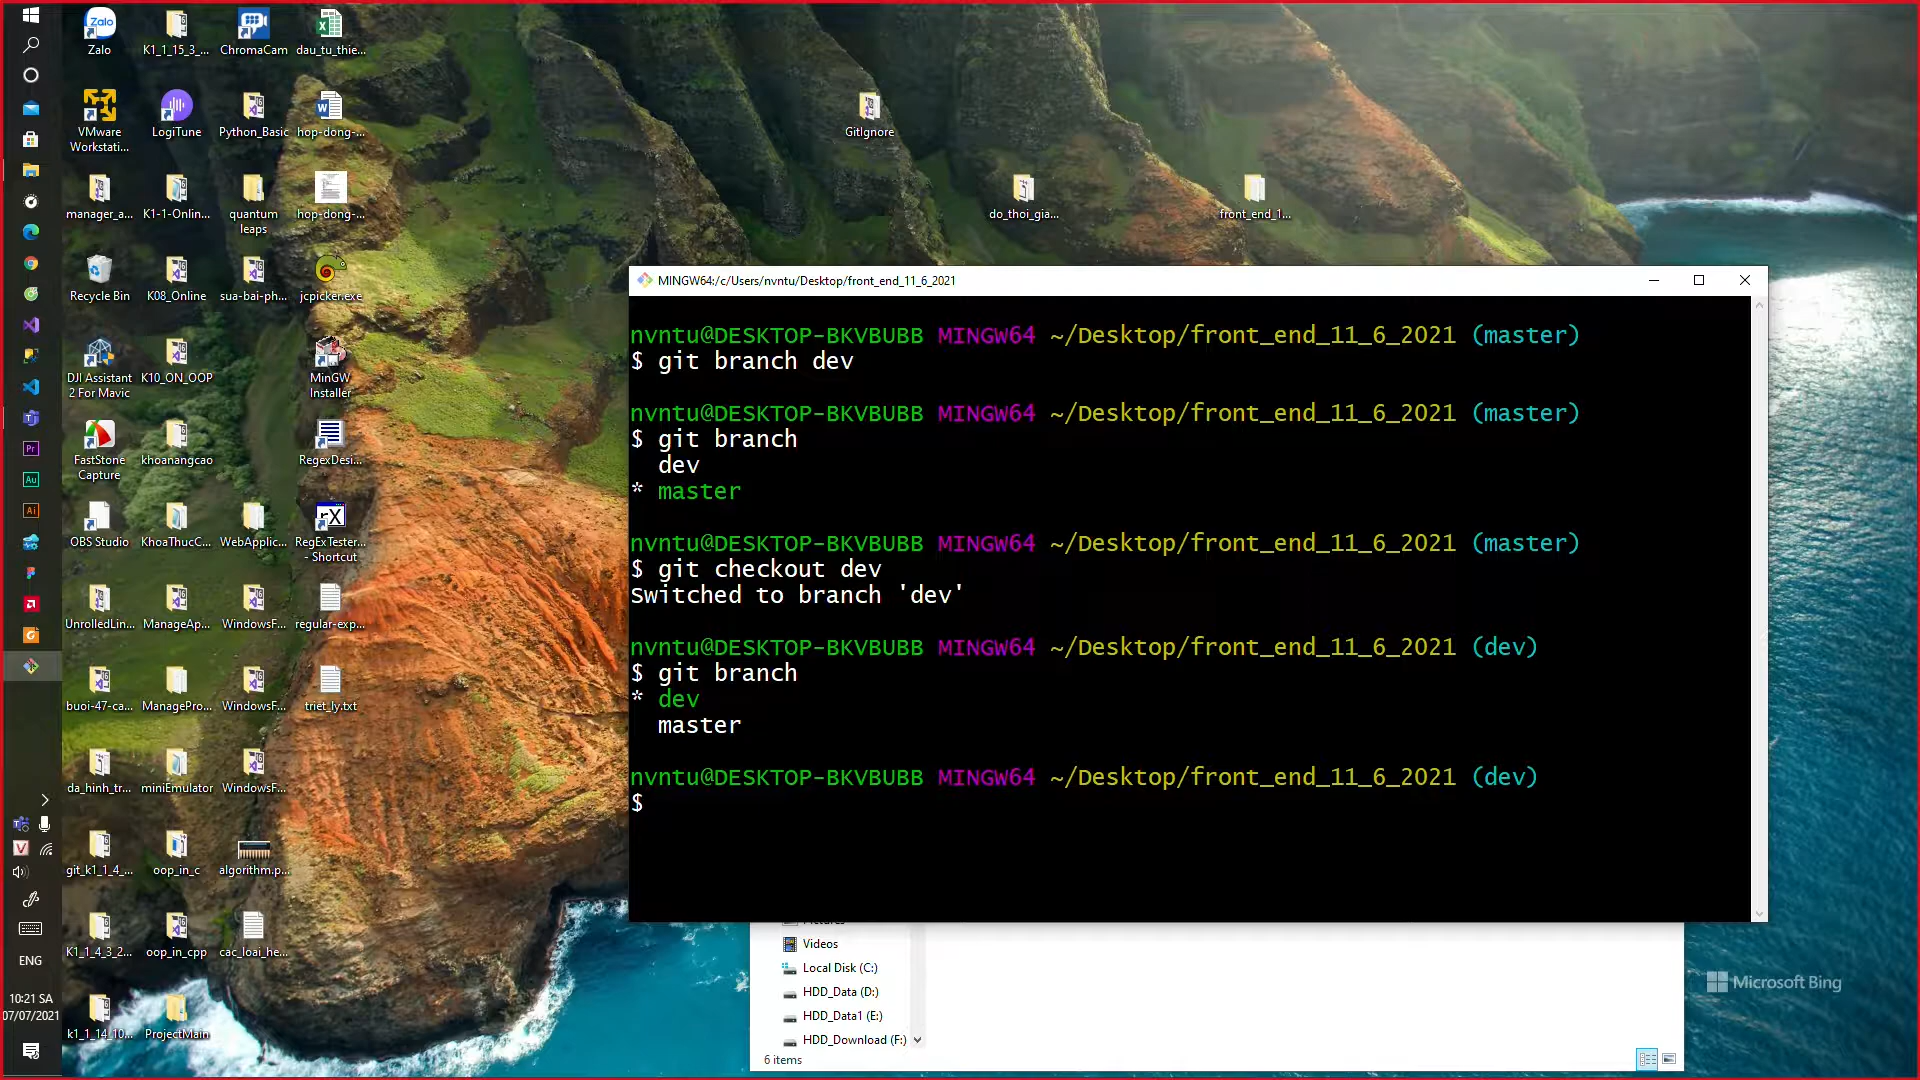 Zalo
K1_1_15_3_...
ChromaCam
dau_tu_thie...
VMware
Workstati...
LogiTune
Python_Basic
hop-dong-...
GitIgnore
manager_a...
K1-1-Onlin...
quantum
leaps
hop-dong-...
do_thoi_gia...
front_end_1...
Recycle Bin
K08_Online
sua-bai-ph...
jcpicker.exe
DJI Assistant
2 For Mavic
K10_ON_OOP
MinGW
Installer
FastStone
Capture
khoanangcao
RegexDesi...
OBS Studio
KhoaThucC...
WebApplic...
RegExTester...
- Shortcut
UnrolledLin...
ManageAp...
WindowsF...
regular-exp...
buoi-47-ca...
ManagePro...
WindowsF...
triet_ly.txt
da_hinh_tr...
miniEmulator
WindowsF...
git_k1_1_4_...
oop_in_c
algorithm.p...
K1_1_4_3_2...
oop_in_cpp
cac_loai_he...
k1_1_14_10...
ProjectMain
ENG
10:21 SA
07/07/2021
MINGW64:/c/Users/nvntu/Desktop/front_end_11_6_2021
nvntu@DESKTOP-BKVBUBB MINGW64 ~/Desktop/front_end_11_6_2021 (master)
$ git branch dev
nvntu@DESKTOP-BKVBUBB MINGW64 ~/Desktop/front_end_11_6_2021 (master)
$ git branch
dev
* master
nvntu@DESKTOP-BKVBUBB MINGW64 ~/Desktop/front_end_11_6_2021 (master)
$ git checkout dev
Switched to branch 'dev'
nvntu@DESKTOP-BKVBUBB MINGW64 ~/Desktop/front_end_11_6_2021 (dev)
$ git branch
* dev
master
nvntu@DESKTOP-BKVBUBB MINGW64 ~/Desktop/front_end_11_6_2021 (dev)
$
Videos
Local Disk (C:)
HDD_Data (D:)
HDD_Data1 (E:)
HDD_Download (F:)
6 items
Microsoft Bing